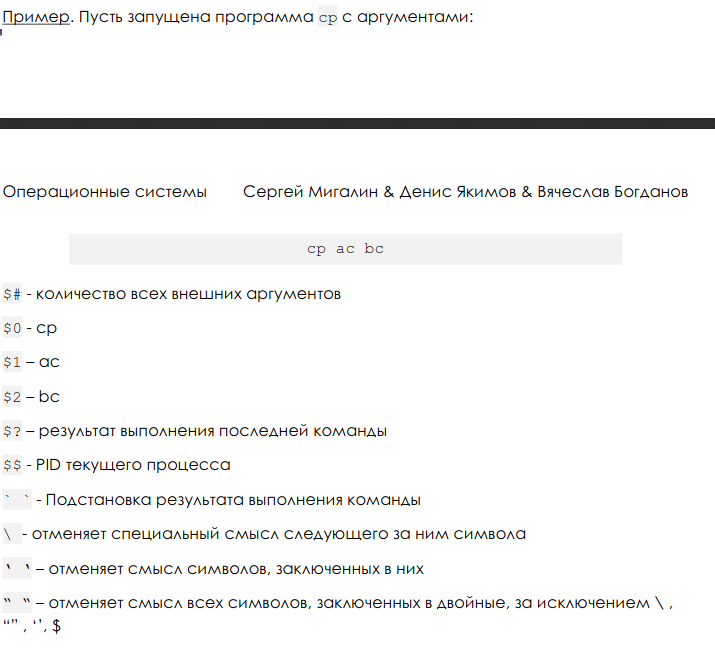 Пример. Пусть запущена программа cp с аргументами:
Операционные системы Сергей Мигалин & Денис Якимов & Вячеслав Богданов
cp ac bc
$# - количество всех внешних аргументов
$0 - cp
$1 – ac
$2 – bc
$? – результат выполнения последней команды
$$ - PID текущего процесса
` ` - Подстановка результата выполнения команды
\ - отменяет специальный смысл следующего за ним символа
‛ ‛ – отменяет смысл символов, заключенных в них
‟ ‟ – отменяет смысл всех символов, заключенных в двойные, за исключением \ ,
“” , ‘’, $